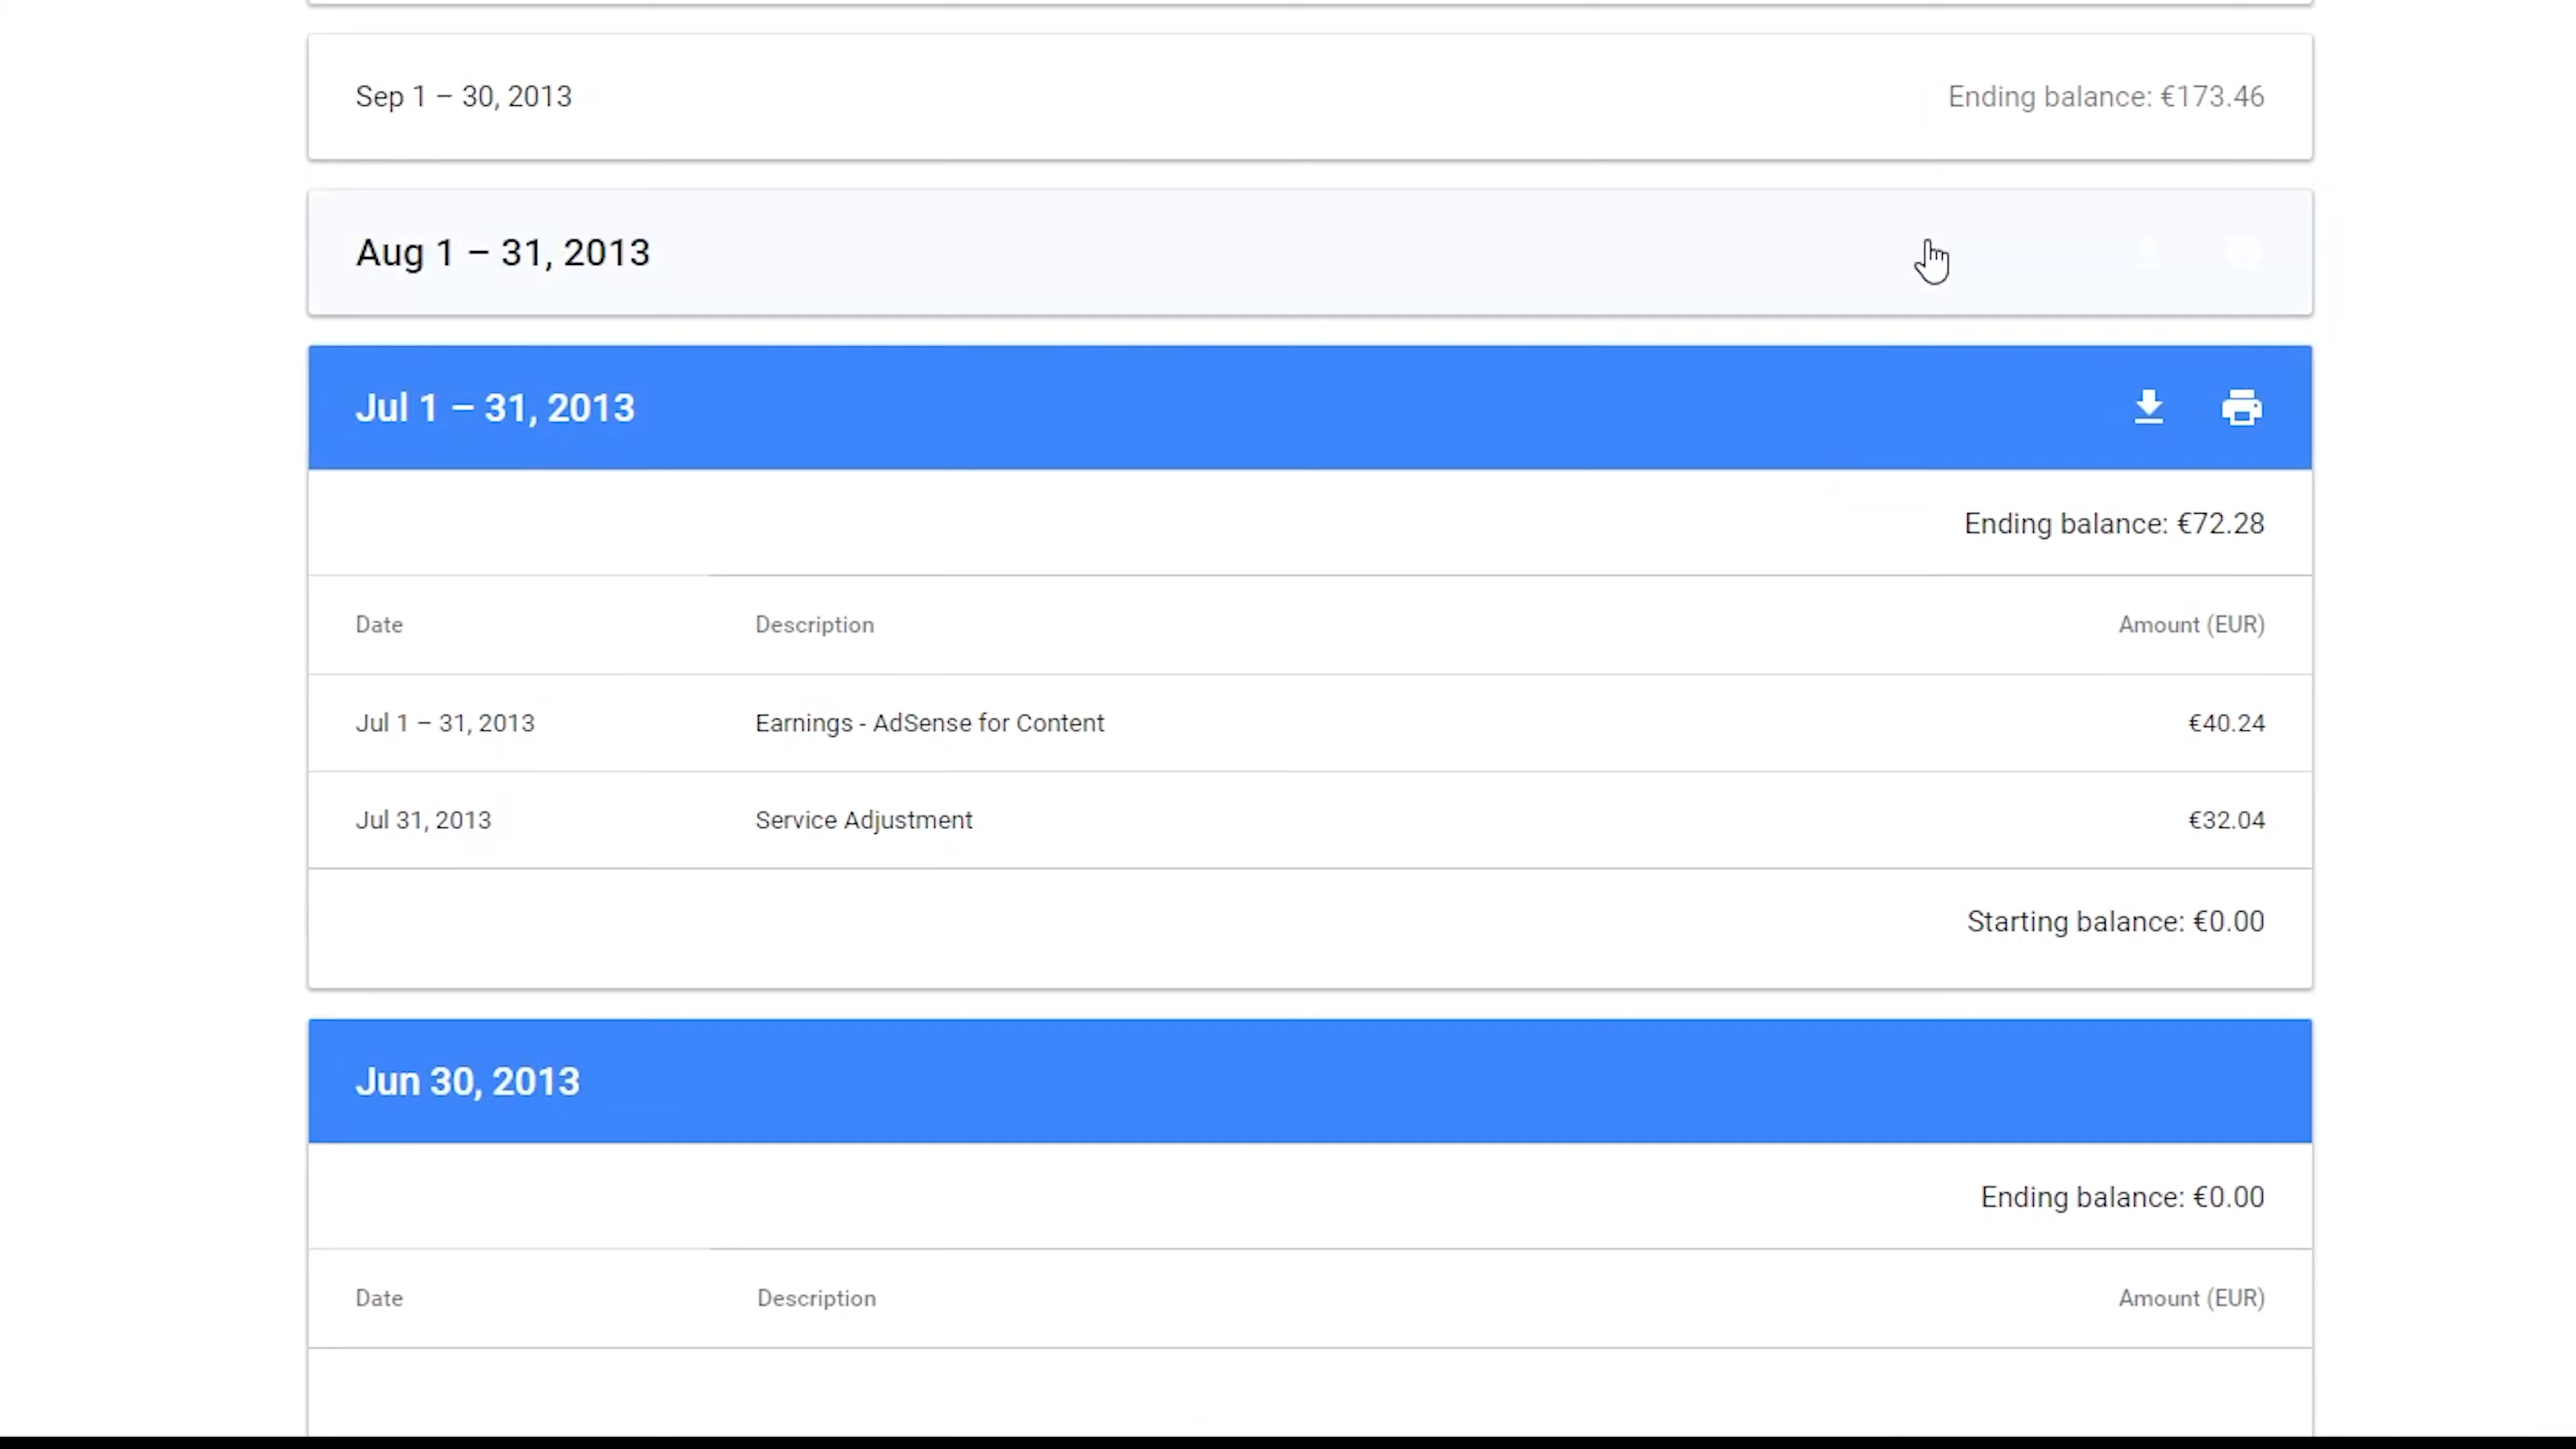 Sep 1 – 30, 2013 Ending balance: €173.46
Aug 1 – 31, 2013
Jul 1 – 31, 2013
Ending balance: €72.28
Date Description Amount (EUR)
Jul 1 – 31, 2013 Earnings - AdSense for Content €40.24
Jul 31, 2013 Service Adjustment €32.04
Starting balance: €0.00
Jun 30, 2013
Ending balance: €0.00
Date Description Amount (EUR)